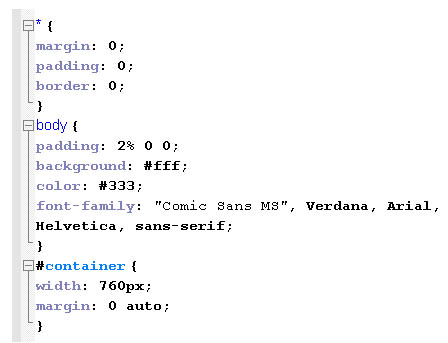 * {
margin: 0;
padding: 0;
border: 0;
}
body {
padding: 2% 0 0;
background: #fff;
color: #333;
font-family: "Comic Sans MS", Verdana, Arial,
Helvetica, sans-serif;
}
#container {
width: 760px;
margin: 0 auto;
}